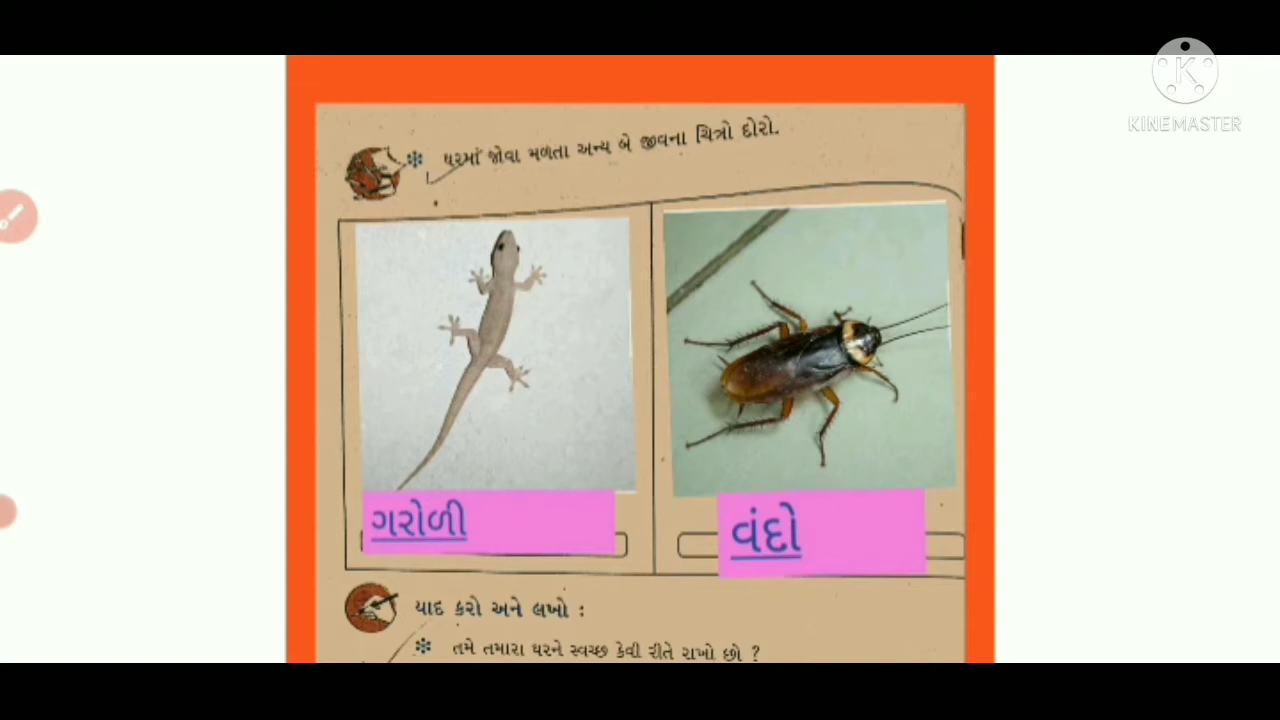 KINEMASTER
ઘરમાં જોવા મળતા અન્ય બે જીવના ચિત્રો દોરો.
ગરોળી
વંદો
યાદ કરો અને લખો :
તમે તમારા ઘરને સ્વચ્છ કેવી રીતે રાખો છો ?